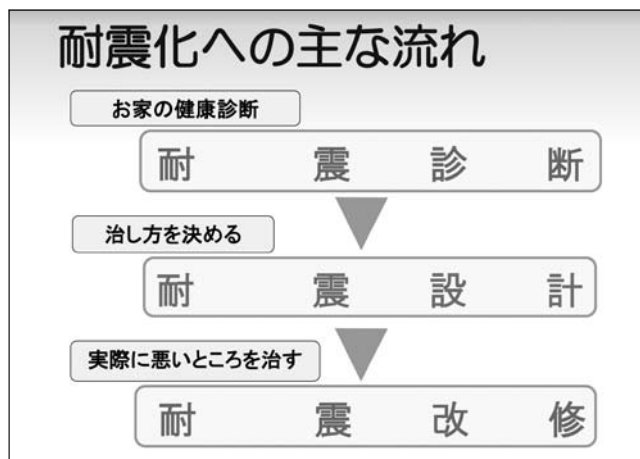 耐震化への主な流れ
お家の健康診断
耐震診断
治し方を決める
耐震設計
実際に悪いところを治す
耐震改修